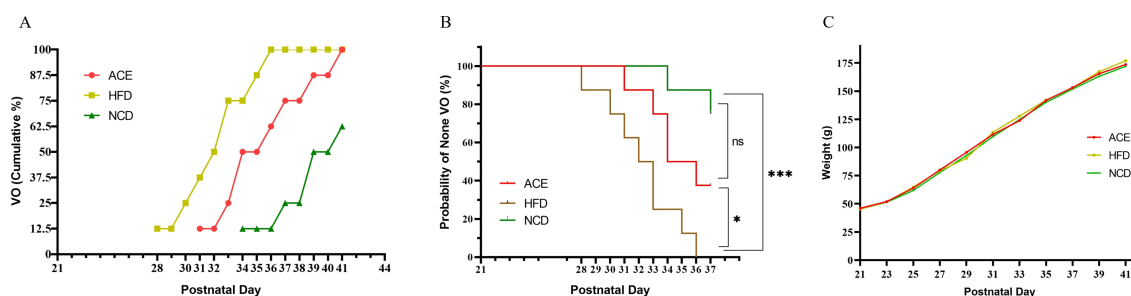 A
VO (Cumulative %)
100
87.5
75
62.5
50
37.5
25
12.5
0
ACE
HFD
NCD
21 28 30 31 32 34 35 36 37 38 39 40 41 44
Postnatal Day
B
Probability of None VO (%)
100
80
60
40
20
0
ACE
HFD
NCD
ns
*
***
21 28 29 30 31 32 33 34 35 36 37
Postnatal Day
C
Weight (g)
175
150
125
100
75
50
0
ACE
HFD
NCD
21 23 25 27 29 31 33 35 37 39 41
Postnatal Day